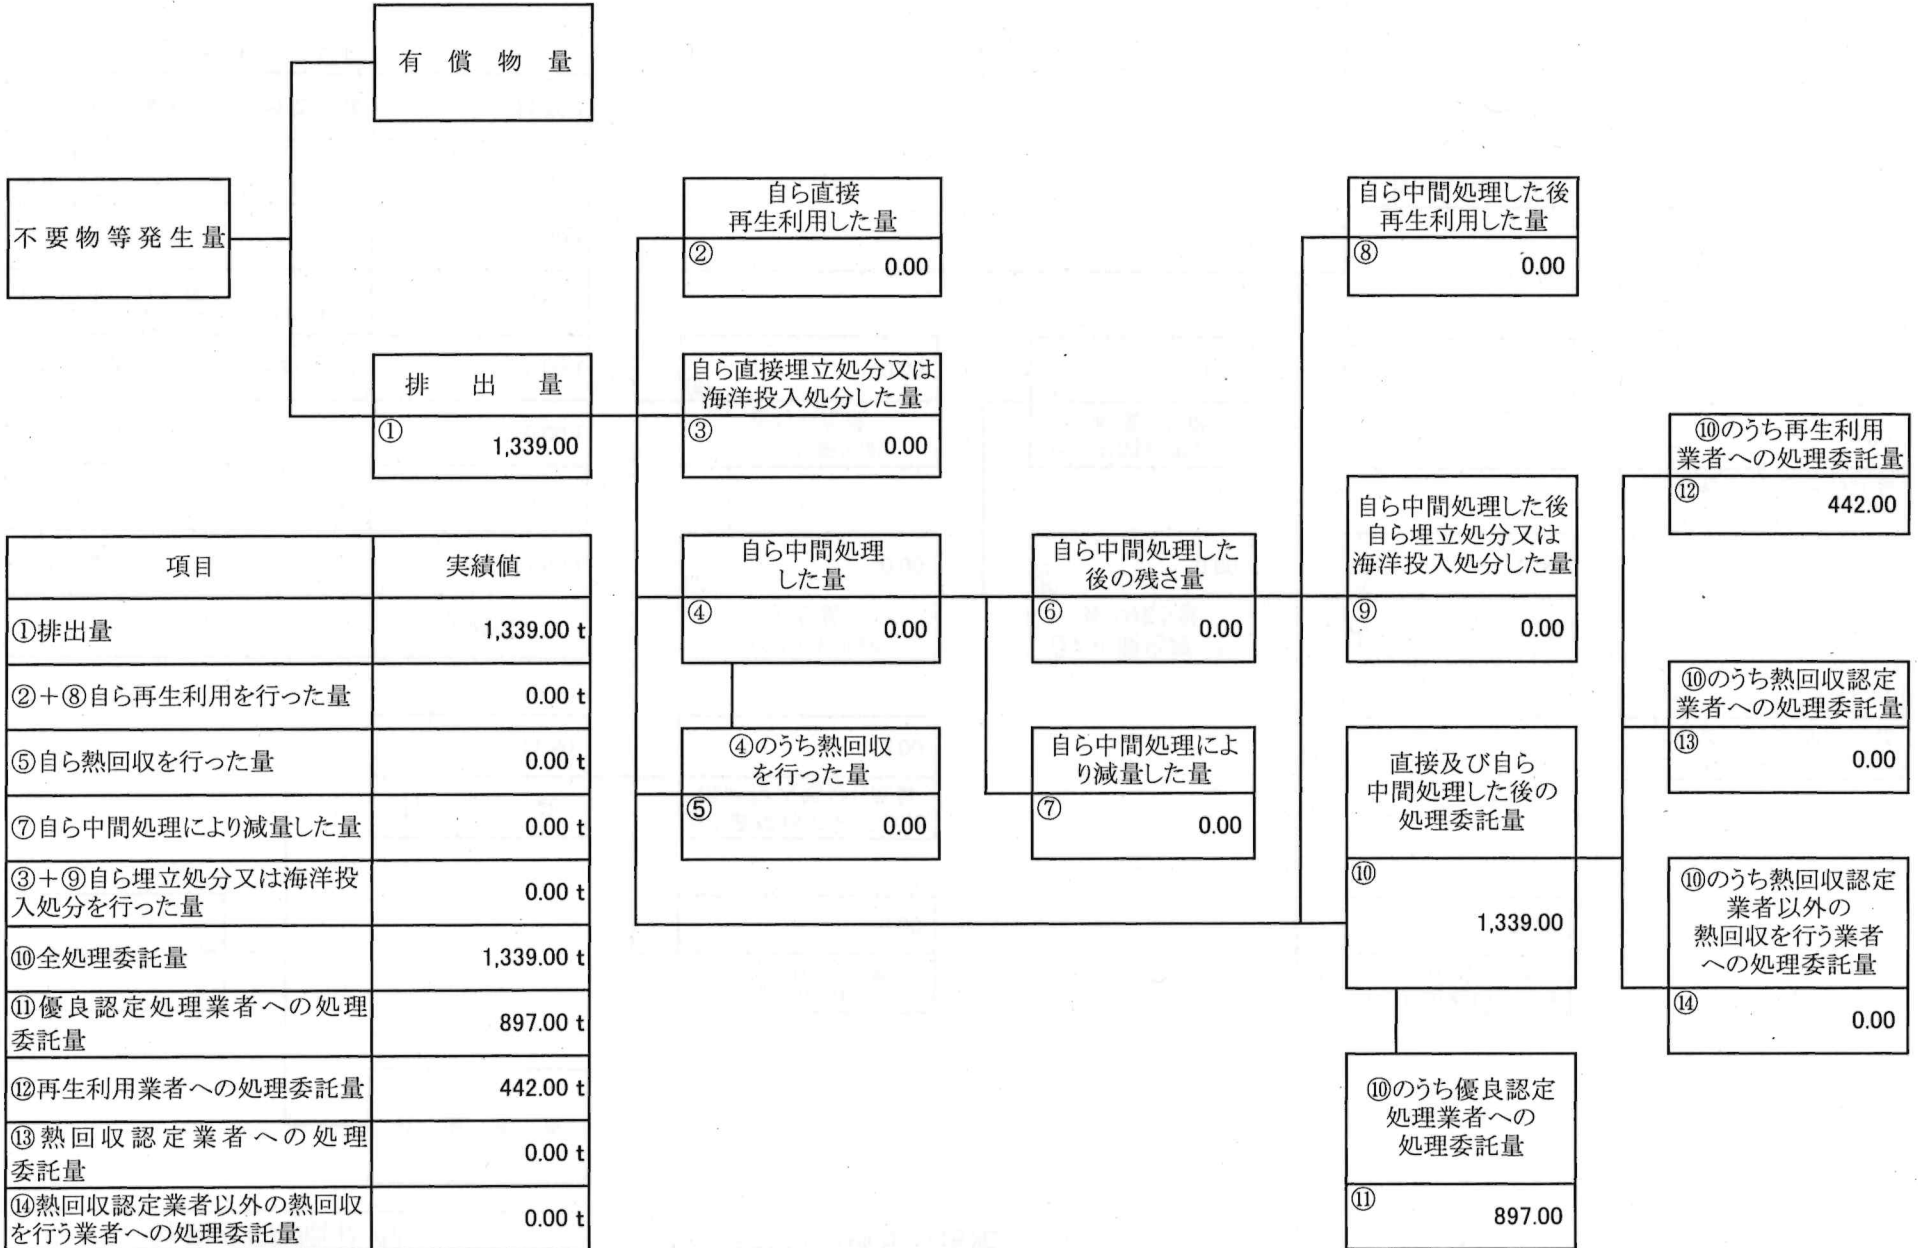 有償物量
不要物等発生量
排出量
①
1,339.00
自ら直接
再生利用した量
②
0.00
自ら直接埋立処分又は
海洋投入処分した量
③
0.00
自ら中間処理
した量
④
0.00
④のうち熱回収
を行った量
⑤
0.00
自ら中間処理した
後の残さ量
⑥
0.00
自ら中間処理によ
り減量した量
⑦
0.00
自ら中間処理した後
再生利用した量
⑧
0.00
自ら中間処理した後
自ら埋立処分又は
海洋投入処分した量
⑨
0.00
直接及び自ら
中間処理した後の
処理委託量
⑩
1,339.00
⑩のうち優良認定
処理業者への
処理委託量
⑪
897.00
⑩のうち再生利用
業者への処理委託量
⑫
442.00
⑩のうち熱回収認定
業者への処理委託量
⑬
0.00
⑩のうち熱回収認定
業者以外の
熱回収を行う業者
への処理委託量
⑭
0.00
項目 実績値
①排出量 1,339.00 t
②+⑧自ら再生利用を行った量 0.00 t
⑤自ら熱回収を行った量 0.00 t
⑦自ら中間処理により減量した量 0.00 t
③+⑨自ら埋立処分又は海洋投
入処分を行った量 0.00 t
⑩全処理委託量 1,339.00 t
⑪優良認定処理業者への処理
委託量 897.00 t
⑫再生利用業者への処理委託量 442.00 t
⑬熱回収認定業者への処理
委託量 0.00 t
⑭熱回収認定業者以外の熱回収
を行う業者への処理委託量 0.00 t